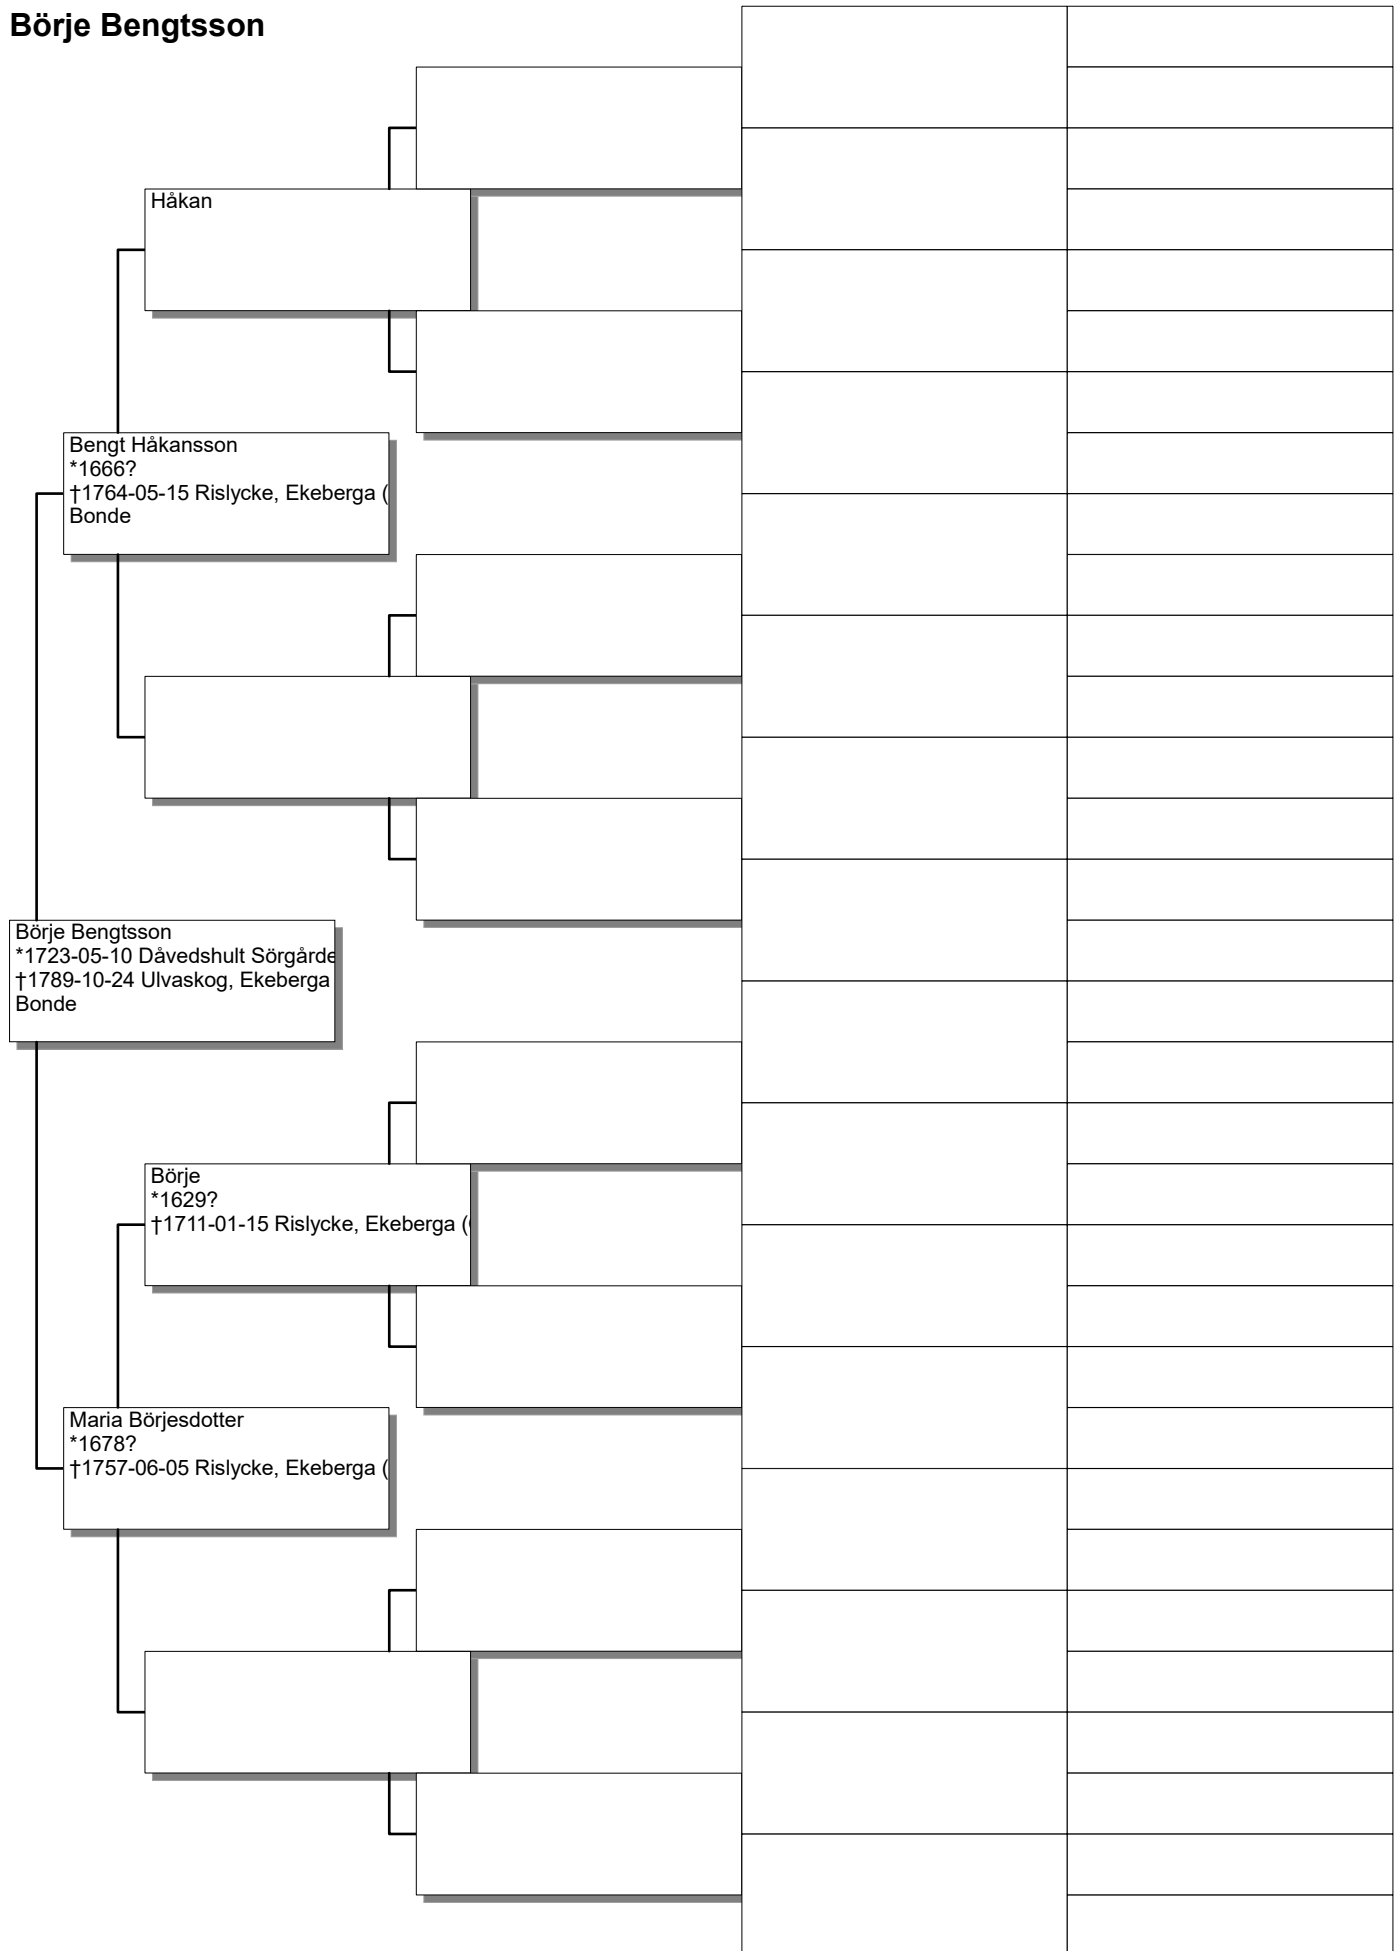 Börje Bengtsson
Håkan
Bengt Håkansson
*1666?
†1764-05-15 Rislycke, Ekeberga (
Bonde
Börje Bengtsson
*1723-05-10 Dåvedshult Sörgårde
†1789-10-24 Ulvaskog, Ekeberga
Bonde
Börje
*1629?
†1711-01-15 Rislycke, Ekeberga (
Maria Börjesdotter
*1678?
†1757-06-05 Rislycke, Ekeberga (